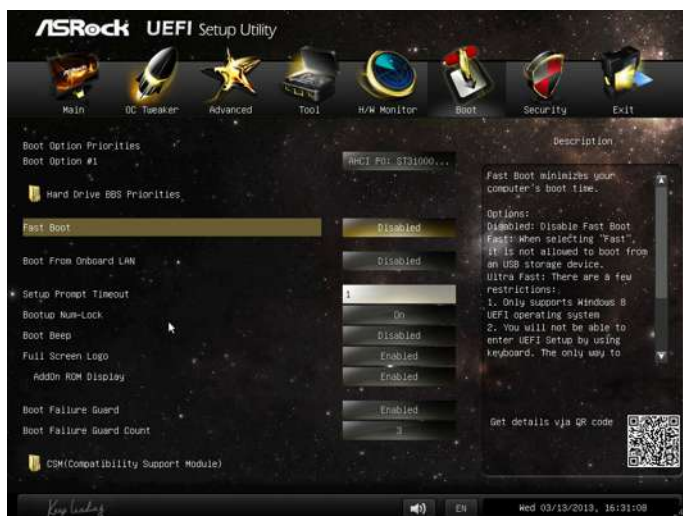 ASRock UEFI Setup Utility
Main
OC Tweaker
Advanced
Tool
H/W Monitor
Boot
Security
Exit
Boot Option Priorities
Boot Option #1
AHCI P0: ST31000...
Hard Drive BBS Priorities
Fast Boot
Disabled
Boot From Onboard LAN
Disabled
Setup Prompt Timeout
1
Bootup Num-Lock
On
Boot Beep
Disabled
Full Screen Logo
Enabled
AddOn ROM Display
Enabled
Boot Failure Guard
Enabled
Boot Failure Guard Count
3
CSM(Compatibility Support Module)
Description
Fast Boot minimizes your
computer's boot time.
Options:
Disabled: Disable Fast Boot
Fast: When selecting "Fast",
it is not allowed to boot from
an USB storage device.
Ultra Fast: There are a few
restrictions:
1. Only supports Windows 8
UEFI operating system
2. You will not be able to
enter UEFI Setup by using
keyboard. The only way to
Get details via QR code
Keep leading
EN
Wed 03/13/2013, 16:31:08